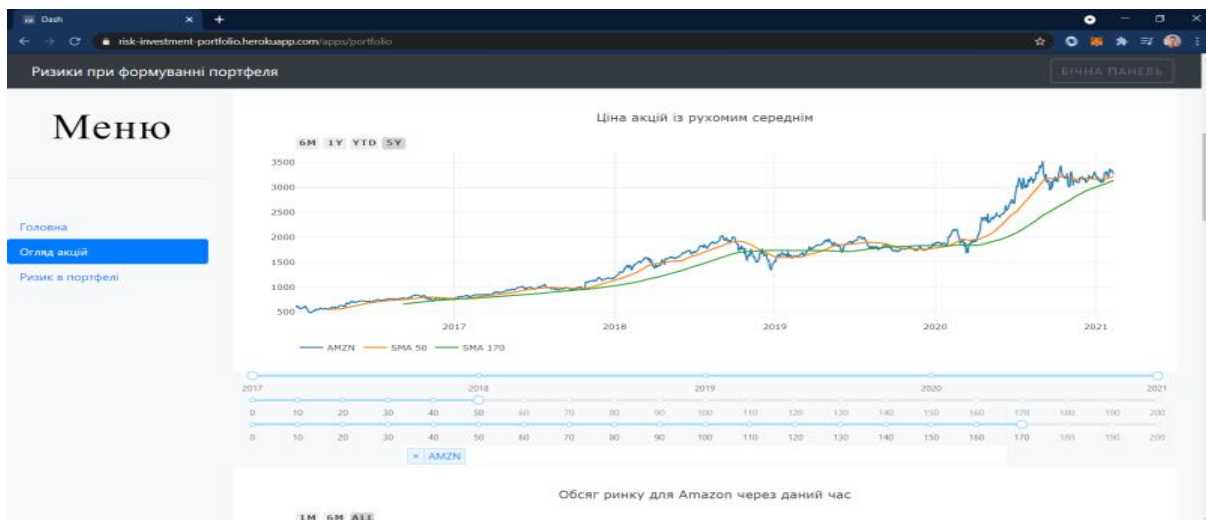 Dash
risk-investment-portfolio.herokuapp.com/apps/portfolio
Ризики при формуванні портфеля
БІЧНА ПАНЕЛЬ
Меню
Головна
Огляд акцій
Ризик в портфелі
Ціна акцій із рухомим середнім
6M 1Y YTD 5Y
3500
3000
2500
2000
1500
1000
500
2017 2018 2019 2020 2021
AMZN SMA 50 SMA 170
2017 2018 2019 2020 2021
0 10 20 30 40 50 60 70 80 90 100 110 120 130 140 150 160 170 180 190 200
0 10 20 30 40 50 60 70 80 90 100 110 120 130 140 150 160 170 180 190 200
× AMZN
Обсяг ринку для Amazon через даний час
1M 6M ALL